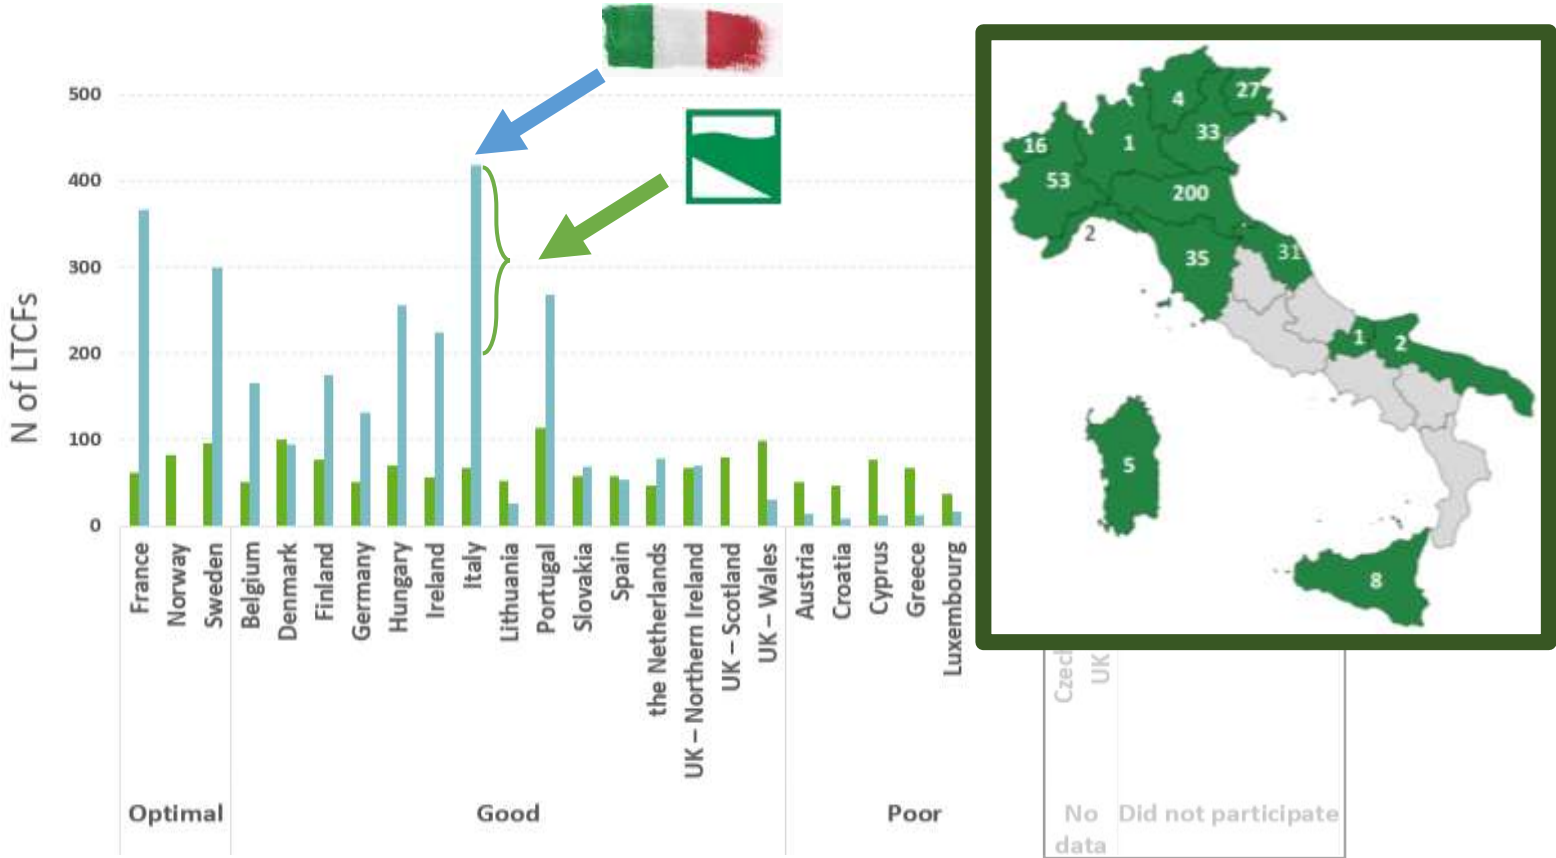 500
400
300
200
100
0
N of LTCFs
France
Norway
Sweden
Belgium
Denmark
Finland
Germany
Hungary
Ireland
Italy
Lithuania
Portugal
Slovakia
Spain
the Netherlands
UK – Northern Ireland
UK – Scotland
UK – Wales
Austria
Croatia
Cyprus
Greece
Luxembourg
Czech
UK
Optimal
Good
Poor
No
data
Did not participate
4
27
16
1
33
53
200
2
35
31
1
2
5
8